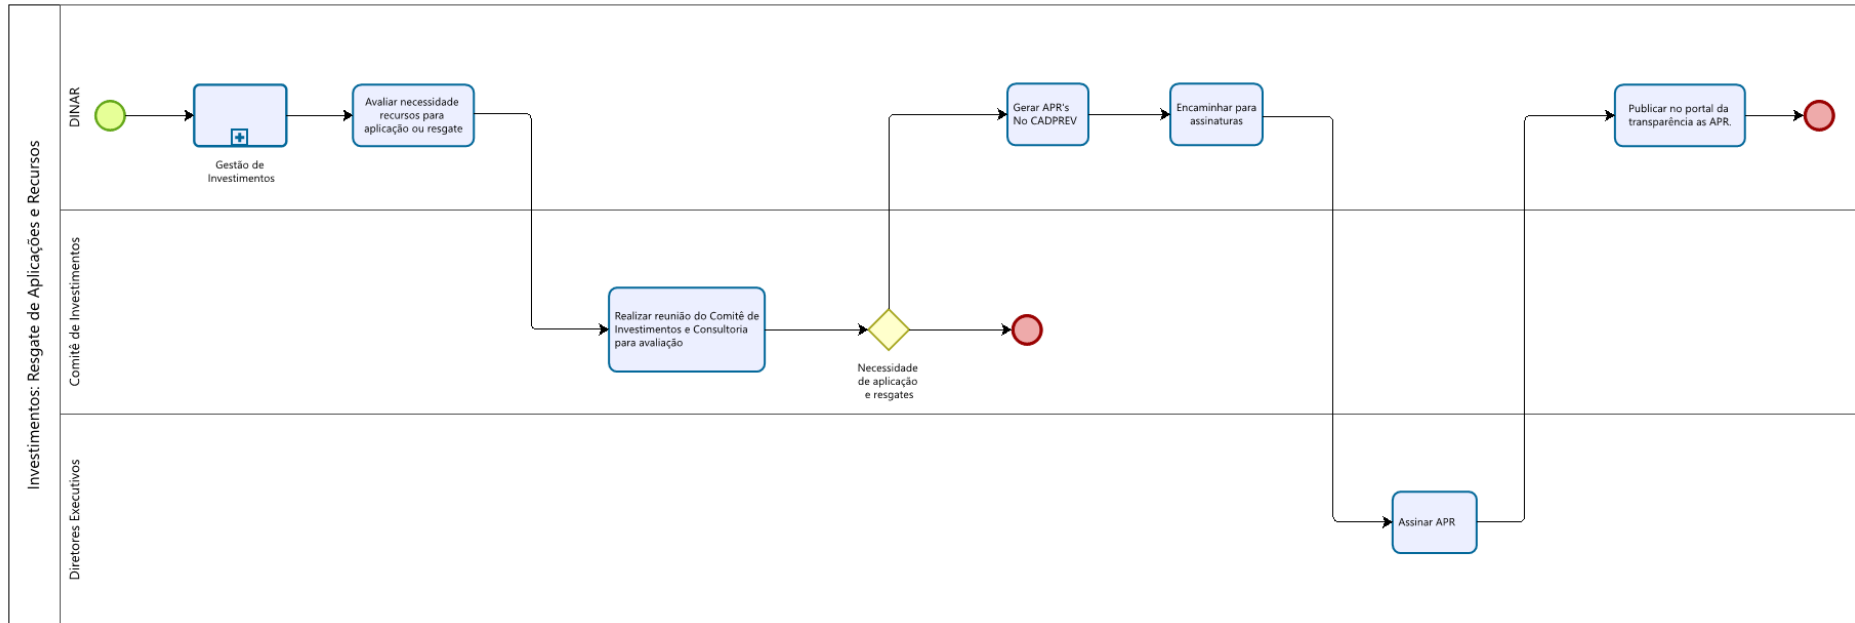 Investimentos: Resgate de Aplicações e Recursos
DINAR
Gestão de
Investimentos
Avaliar necessidade
recursos para
aplicação ou resgate
Gerar APR's
No CADPREV
Encaminhar para
assinaturas
Publicar no portal da
transparência as APR.
Comitê de Investimentos
Realizar reunião do Comitê de
Investimentos e Consultoria
para avaliação
Necessidade
de aplicação
e resgates
Diretores Executivos
Assinar APR